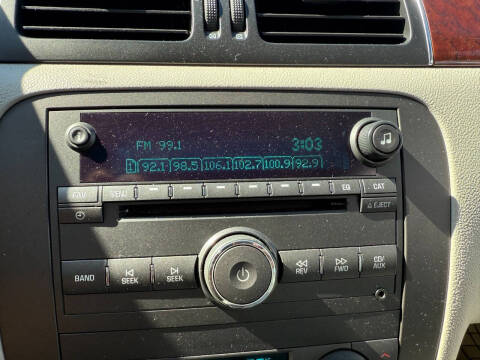 FM 99.1 3:03
1 92.1 98.5 106.1 102.7 100.9 92.9
FAV EQ CAT
EJECT
BAND SEEK SEEK REV FWD CD/
AUX